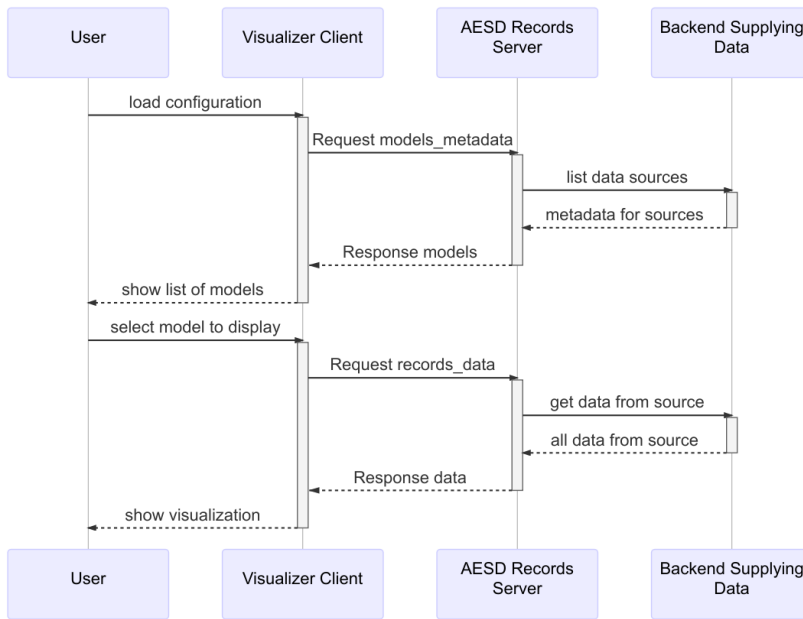 User
Visualizer Client
AESD Records
Server
Backend Supplying
Data
load configuration
Request models_metadata
list data sources
metadata for sources
Response models
show list of models
select model to display
Request records_data
get data from source
all data from source
Response data
show visualization
User
Visualizer Client
AESD Records
Server
Backend Supplying
Data